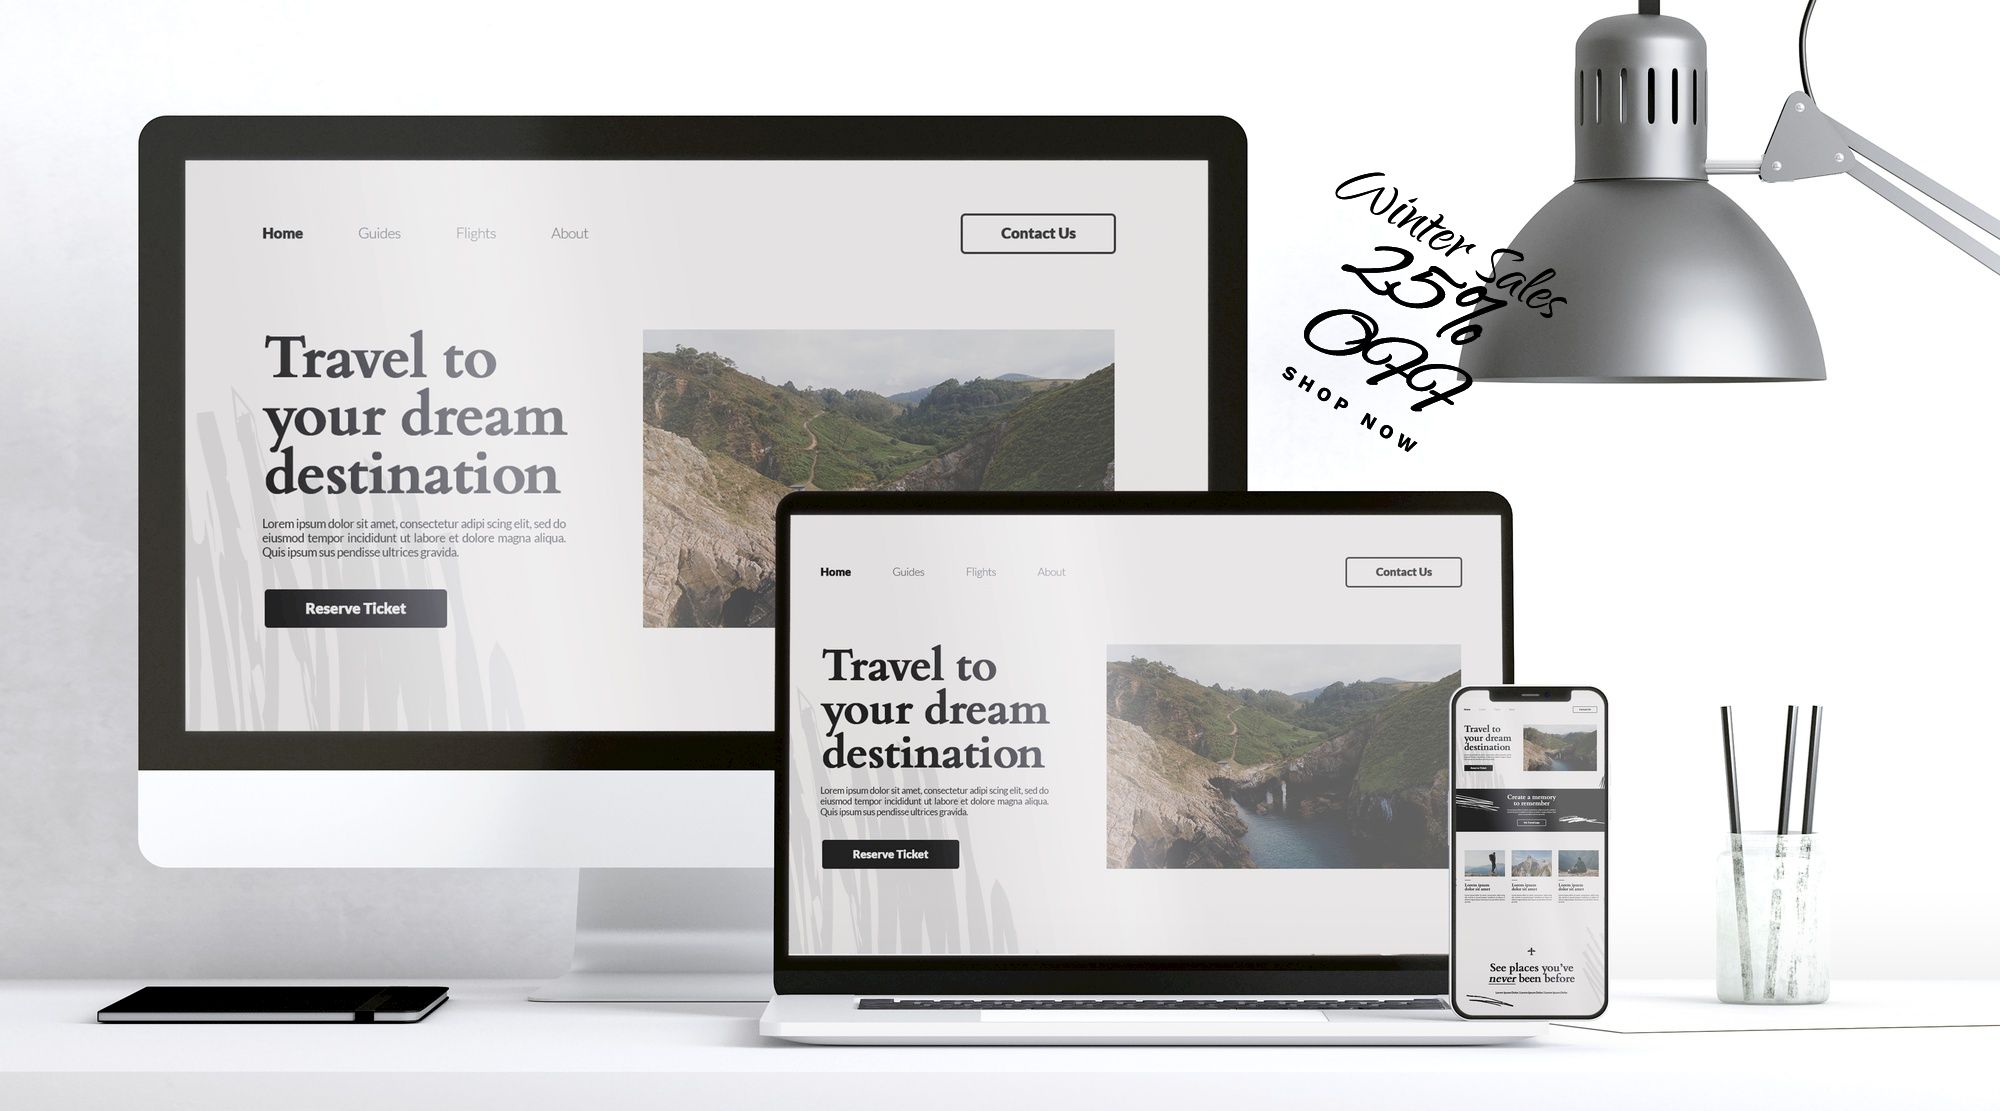 Home Guides Flights About Contact Us
Travel to
your dream
destination
Lorem ipsum dolor sit amet, consectetur adipi scing elit, sed do
eiusmod tempor incididunt ut labore et dolore magna aliqua.
Quis ipsum sus pendisse ultrices gravida.
Reserve Ticket
Winter Sales
25%
OFF
SHOP NOW
Home Guides Flights About Contact Us
Travel to
your dream
destination
Lorem ipsum dolor sit amet, consectetur adipi scing elit, sed do
eiusmod tempor incididunt ut labore et dolore magna aliqua.
Quis ipsum sus pendisse ultrices gravida.
Reserve Ticket
Travel to
your dream
destination
Reserve Ticket
Create a memory
to remember
Lorem ipsum
dolor sit amet
Lorem ipsum
dolor sit amet
Lorem ipsum
dolor sit amet
See places you've
never been before